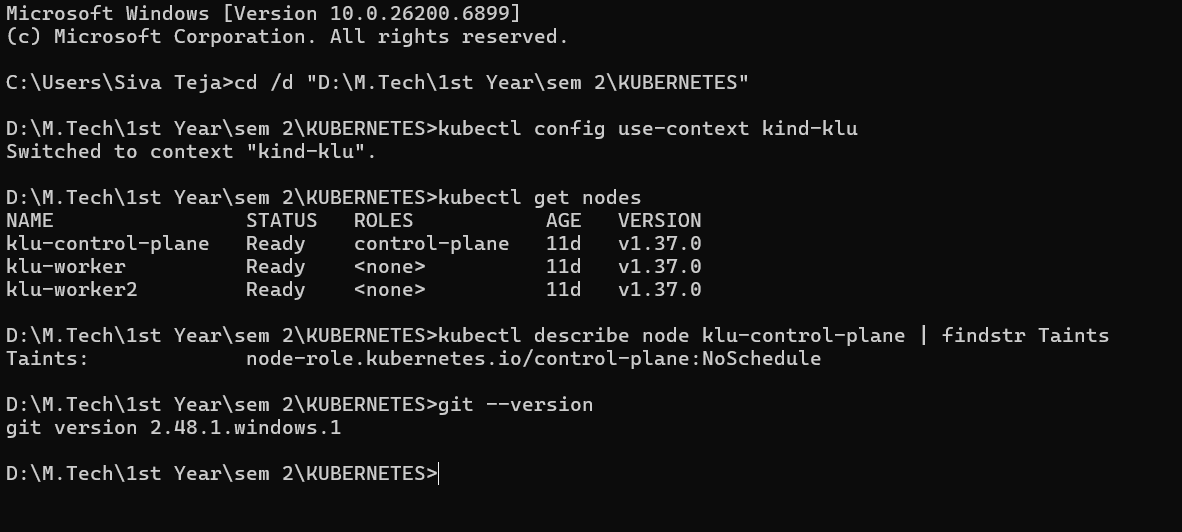 Microsoft Windows [Version 10.0.26200.6899]
(c) Microsoft Corporation. All rights reserved.
C:\Users\Siva Teja>cd /d "D:\M.Tech\1st Year\sem 2\KUBERNETES"
D:\M.Tech\1st Year\sem 2\KUBERNETES>kubectl config use-context kind-klu
Switched to context "kind-klu".
D:\M.Tech\1st Year\sem 2\KUBERNETES>kubectl get nodes
NAME                STATUS   ROLES           AGE   VERSION
klu-control-plane   Ready    control-plane   11d   v1.37.0
klu-worker          Ready    <none>          11d   v1.37.0
klu-worker2         Ready    <none>          11d   v1.37.0
D:\M.Tech\1st Year\sem 2\KUBERNETES>kubectl describe node klu-control-plane | findstr Taints
Taints:             node-role.kubernetes.io/control-plane:NoSchedule
D:\M.Tech\1st Year\sem 2\KUBERNETES>git --version
git version 2.48.1.windows.1
D:\M.Tech\1st Year\sem 2\KUBERNETES>